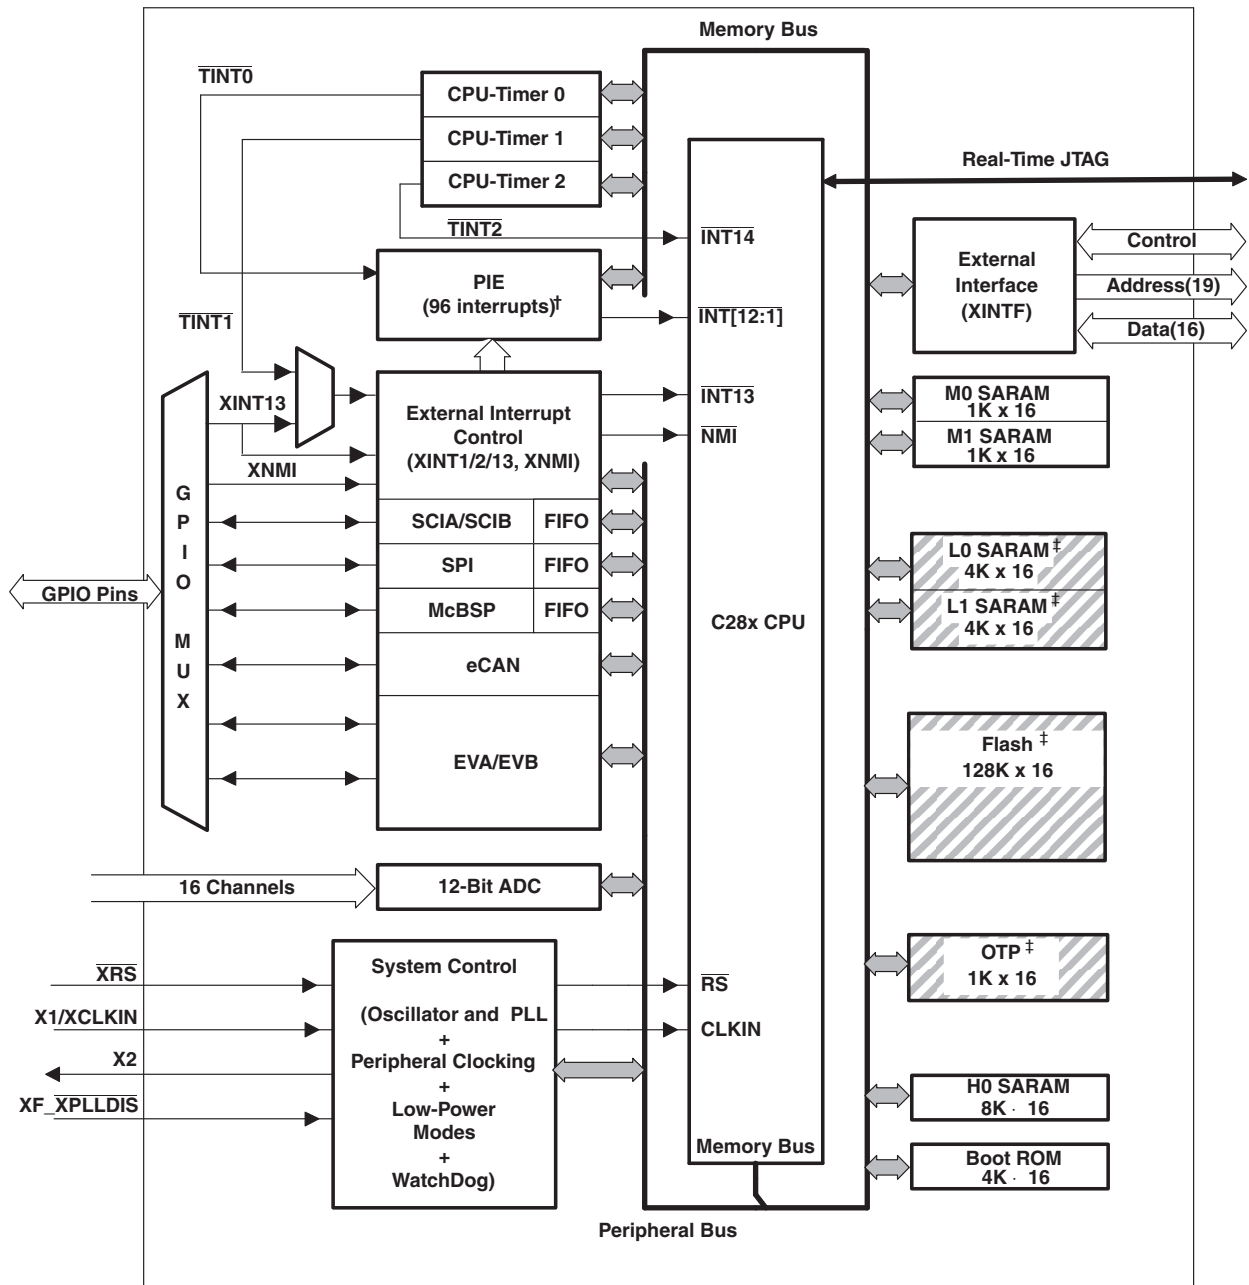 Memory Bus
TINT0
CPU-Timer 0
CPU-Timer 1
CPU-Timer 2
Real-Time JTAG
TINT2
INT14
PIE
(96 interrupts)†
INT[12:1]
External
Interface
(XINTF)
Control
Address(19)
Data(16)
TINT1
XINT13
XNMI
External Interrupt
Control
(XINT1/2/13, XNMI)
INT13
NMI
M0 SARAM
1K x 16
M1 SARAM
1K x 16
GPIO MUX
GPIO Pins
SCIA/SCIB
FIFO
SPI
FIFO
McBSP
FIFO
eCAN
EVA/EVB
C28x CPU
L0 SARAM‡
4K x 16
L1 SARAM‡
4K x 16
Flash ‡
128K x 16
16 Channels
12-Bit ADC
OTP ‡
1K x 16
XRS
X1/XCLKIN
X2
XF_XPLLDIS
System Control
(Oscillator and PLL
+
Peripheral Clocking
+
Low-Power
Modes
+
WatchDog)
RS
CLKIN
H0 SARAM
8K · 16
Memory Bus
Boot ROM
4K · 16
Peripheral Bus